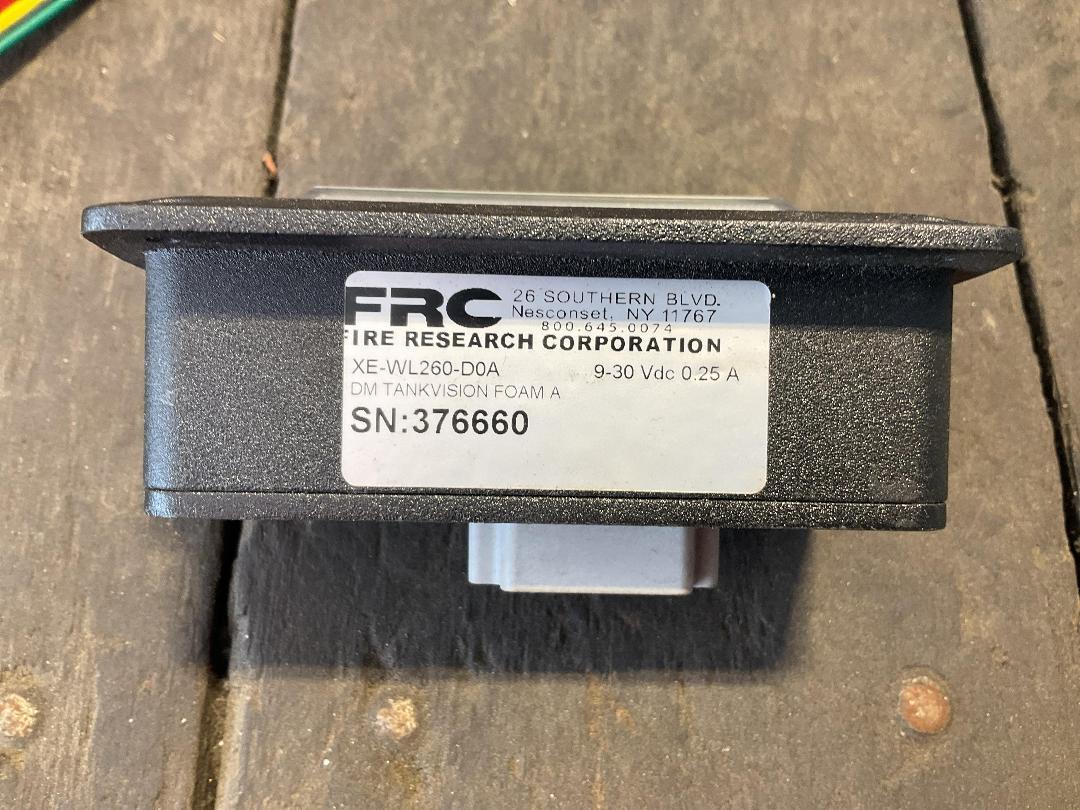 FRC
26 SOUTHERN BLVD.
Nesconset, NY 11767
800.645.0074
FIRE RESEARCH CORPORATION
XE-WL260-D0A 9-30 Vdc 0.25 A
DM TANKVISION FOAM A
SN:376660